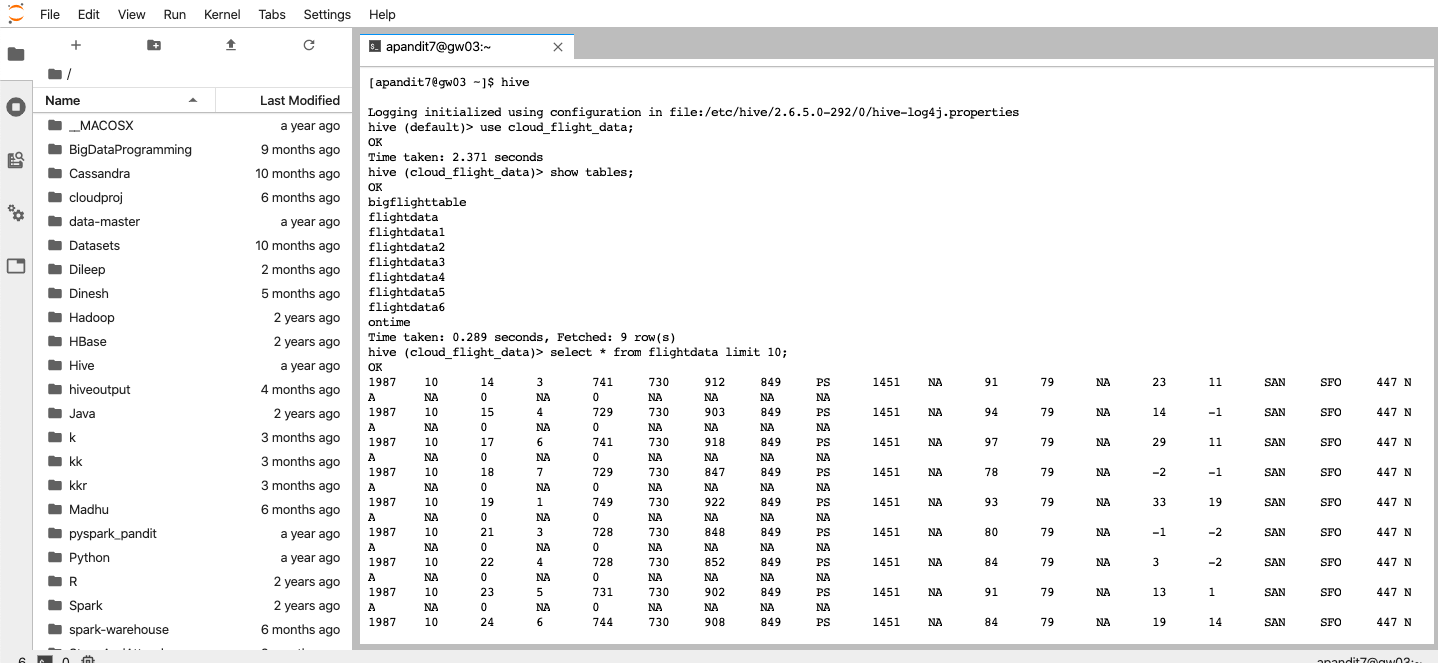 File Edit View Run Kernel Tabs Settings Help
apandit7@gw03:~
/
Name Last Modified
__MACOSX a year ago
BigDataProgramming 9 months ago
Cassandra 10 months ago
cloudproj 6 months ago
data-master a year ago
Datasets 10 months ago
Dileep 2 months ago
Dinesh 5 months ago
Hadoop 2 years ago
HBase 2 years ago
Hive a year ago
hiveoutput 4 months ago
Java 2 years ago
k 3 months ago
kk 3 months ago
kkr 3 months ago
Madhu 6 months ago
pyspark_pandit a year ago
Python a year ago
R 2 years ago
Spark 2 years ago
spark-warehouse 6 months ago
[apandit7@gw03 ~]$ hive
Logging initialized using configuration in file:/etc/hive/2.6.5.0-292/0/hive-log4j.properties
hive (default)> use cloud_flight_data;
OK
Time taken: 2.371 seconds
hive (cloud_flight_data)> show tables;
OK
bigflighttable
flightdata
flightdata1
flightdata2
flightdata3
flightdata4
flightdata5
flightdata6
ontime
Time taken: 0.289 seconds, Fetched: 9 row(s)
hive (cloud_flight_data)> select * from flightdata limit 10;
OK
1987 10 14 3 741 730 912 849 PS 1451 NA 91 79 NA 23 11 SAN SFO 447 N
A NA 0 NA 0 NA NA NA NA
1987 10 15 4 729 730 903 849 PS 1451 NA 94 79 NA 14 -1 SAN SFO 447 N
A NA 0 NA 0 NA NA NA NA
1987 10 17 6 741 730 918 849 PS 1451 NA 97 79 NA 29 11 SAN SFO 447 N
A NA 0 NA 0 NA NA NA NA
1987 10 18 7 729 730 847 849 PS 1451 NA 78 79 NA -2 -1 SAN SFO 447 N
A NA 0 NA 0 NA NA NA NA
1987 10 19 1 749 730 922 849 PS 1451 NA 93 79 NA 33 19 SAN SFO 447 N
A NA 0 NA 0 NA NA NA NA
1987 10 21 3 728 730 848 849 PS 1451 NA 80 79 NA -1 -2 SAN SFO 447 N
A NA 0 NA 0 NA NA NA NA
1987 10 22 4 728 730 852 849 PS 1451 NA 84 79 NA 3 -2 SAN SFO 447 N
A NA 0 NA 0 NA NA NA NA
1987 10 23 5 731 730 902 849 PS 1451 NA 91 79 NA 13 1 SAN SFO 447 N
A NA 0 NA 0 NA NA NA NA
1987 10 24 6 744 730 908 849 PS 1451 NA 84 79 NA 19 14 SAN SFO 447 N
6 0 apandit7@gw03:~